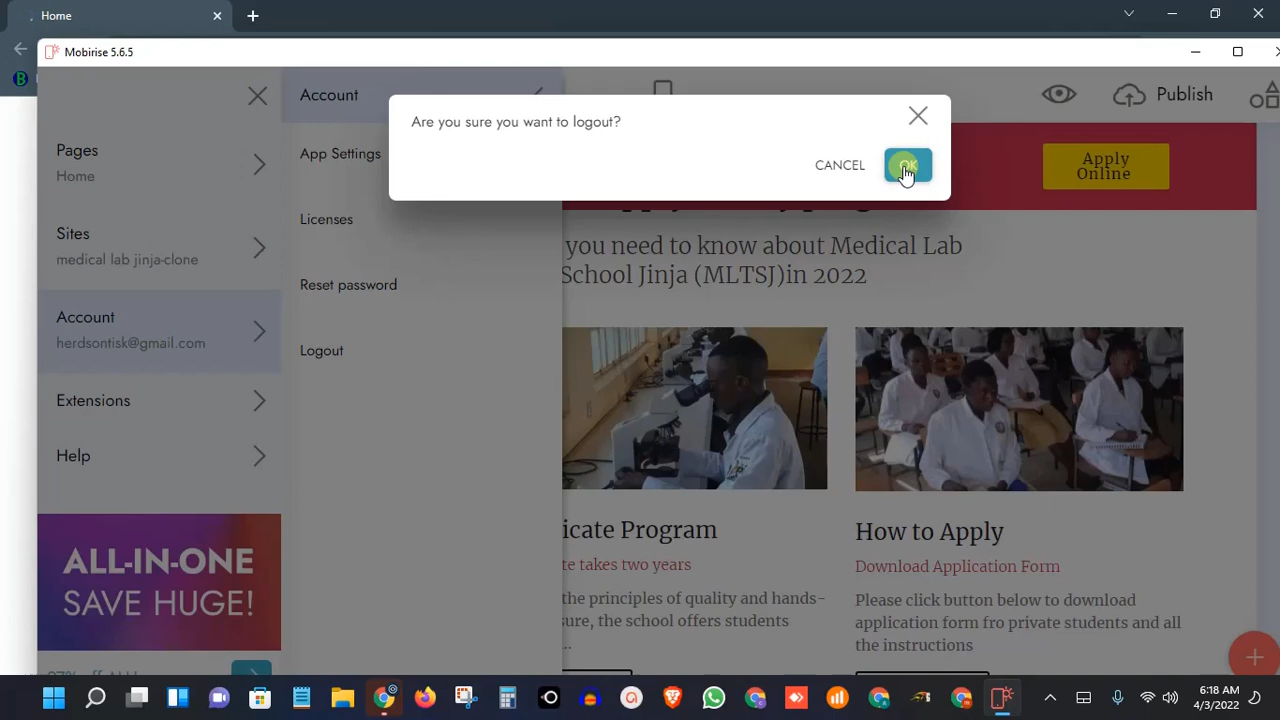 Home
Mobirise 5.6.5
Account
Publish
Are you sure you want to logout?
CANCEL
OK
Pages
Home
Sites
medical lab jinja-clone
Account
herdsontisk@gmail.com
Extensions
Help
App Settings
Licenses
Reset password
Logout
Apply
Online
you need to know about Medical Lab
School Jinja (MLTSJ)in 2022
icate Program
te takes two years
the principles of quality and hands-
sure, the school offers students
How to Apply
Download Application Form
Please click button below to download
application form fro private students and all
the instructions
ALL-IN-ONE
SAVE HUGE!
6:18 AM
4/3/2022